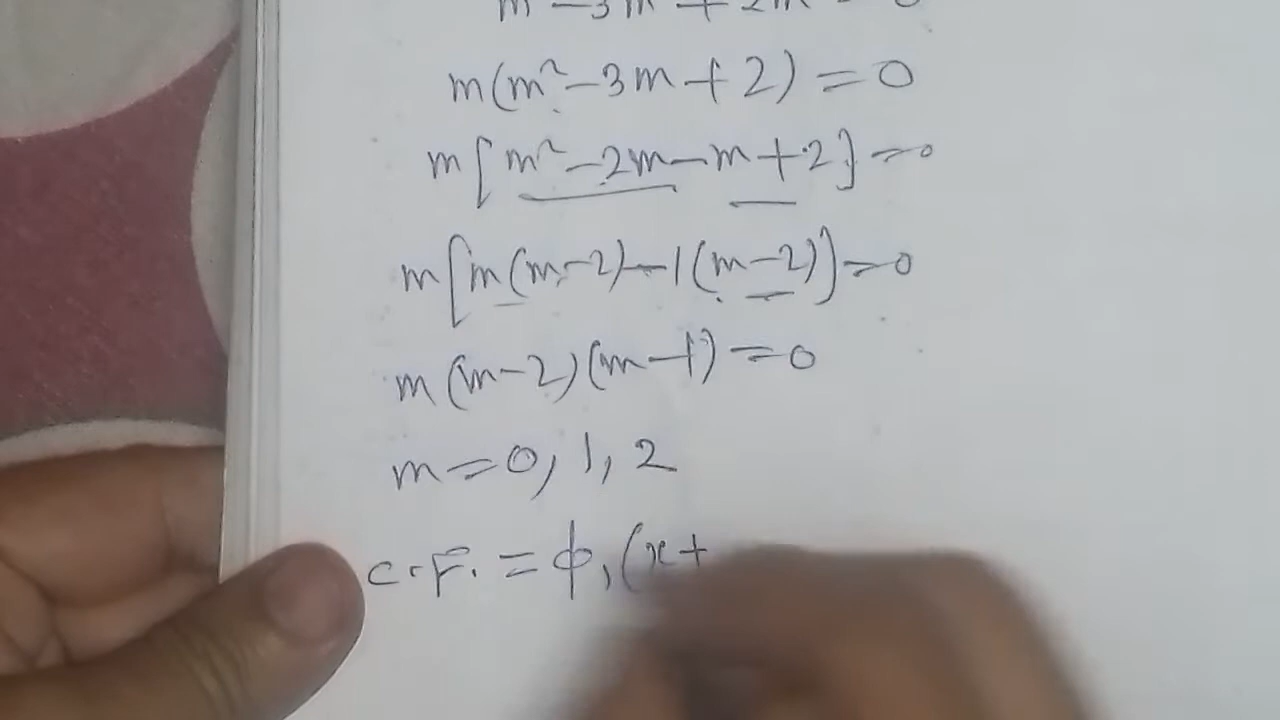 m(m²-3m+2)=0
m[m²-2m-m+2]=0
m[m(m-2)-1(m-2)]=0
m(m-2)(m-1)=0
m=0,1,2
C.F. = ϕ₁(x+